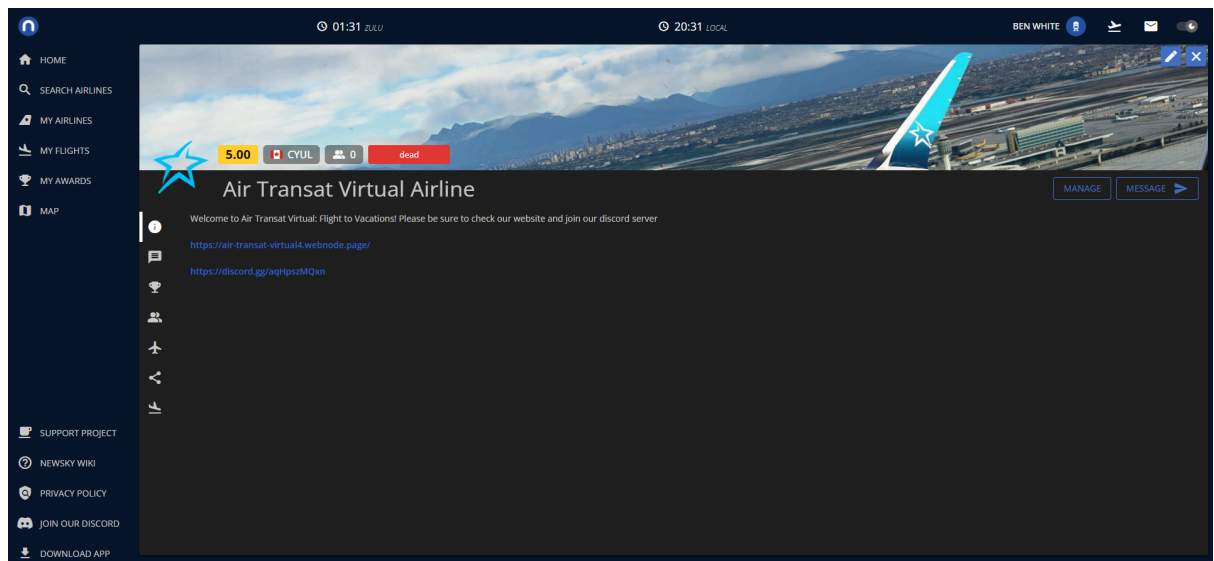 01:31 ZULU
20:31 LOCAL
BEN WHITE
HOME
SEARCH AIRLINES
MY AIRLINES
MY FLIGHTS
MY AWARDS
MAP
5.00
CYUL
0
dead
Air Transat Virtual Airline
MANAGE
MESSAGE
Welcome to Air Transat Virtual: Flight to Vacations! Please be sure to check our website and join our discord server
https://air-transat-virtual4.webnode.page/
https://discord.gg/aqHpszMQxn
SUPPORT PROJECT
NEWSKY WIKI
PRIVACY POLICY
JOIN OUR DISCORD
DOWNLOAD APP